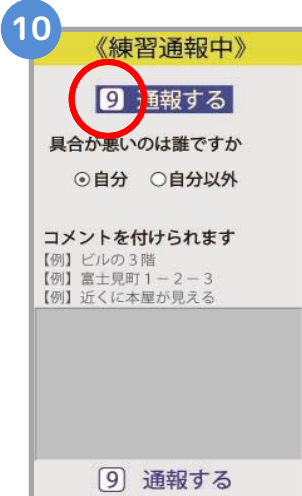 10
《練習通報中》
9 通報する
具合が悪いのは誰ですか
◉自分 ○自分以外
コメントを付けられます
【例】ビルの3階
【例】富士見町1−2−3
【例】近くに本屋が見える
9 通報する